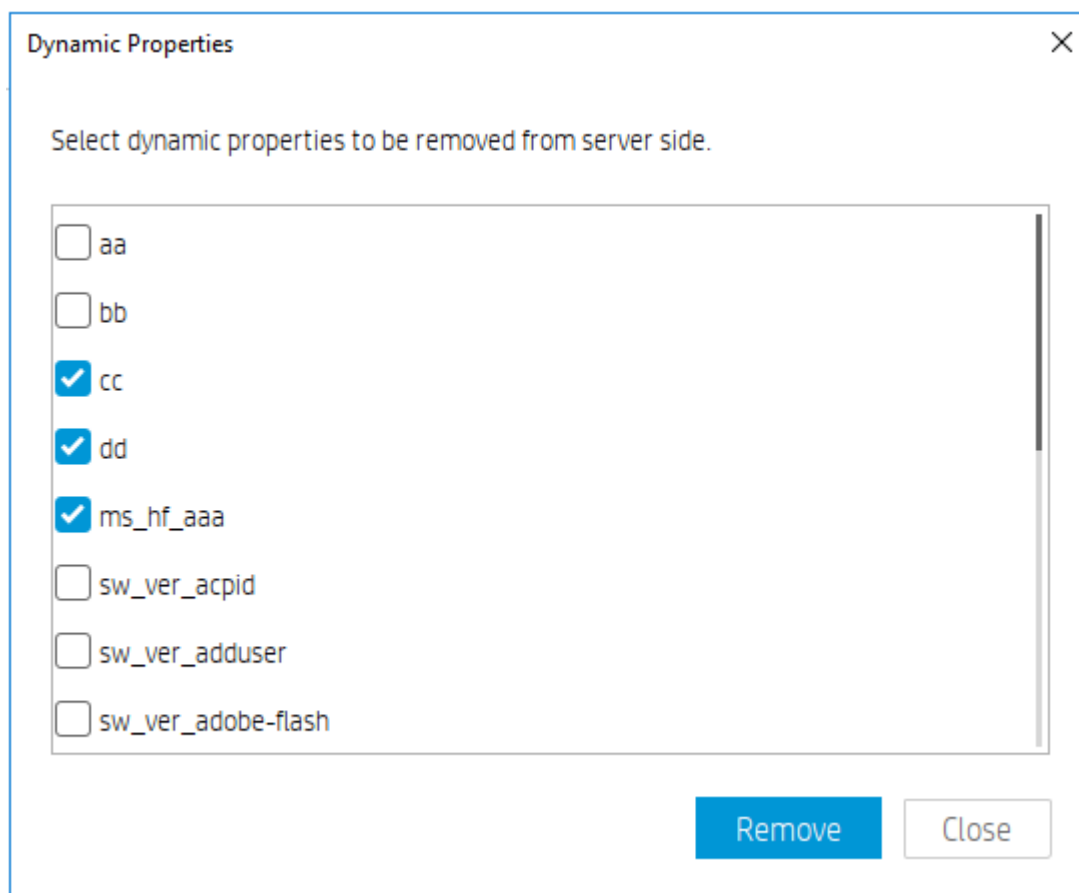 Dynamic Properties
Select dynamic properties to be removed from server side.
aa
bb
cc
dd
ms_hf_aaa
sw_ver_acpid
sw_ver_adduser
sw_ver_adobe-flash
Remove Close